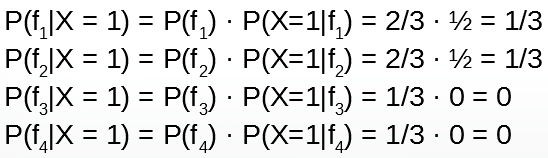 P(f₁|X = 1) = P(f₁) · P(X=1|f₁) = 2/3 · ½ = 1/3
P(f₂|X = 1) = P(f₂) · P(X=1|f₂) = 2/3 · ½ = 1/3
P(f₃|X = 1) = P(f₃) · P(X=1|f₃) = 1/3 · 0 = 0
P(f₄|X = 1) = P(f₄) · P(X=1|f₄) = 1/3 · 0 = 0